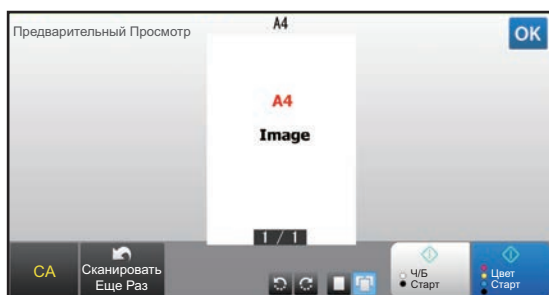 Предварительный Просмотр
A4
OK
A4
Image
1 / 1
CA
Сканировать
Еще Раз
Ч/Б
Старт
Цвет
Старт